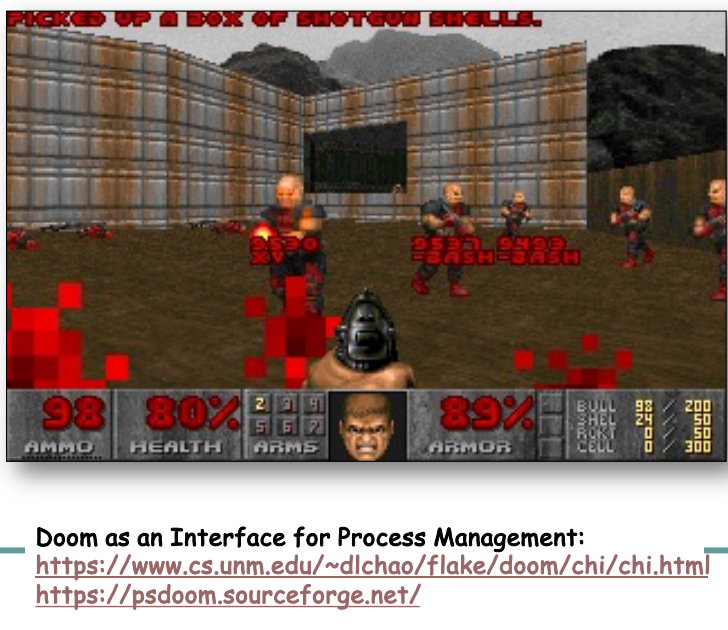 PICKED UP A BOX OF SHOTGUN SHELLS.
9530
XV
9537 9493
-BASH -BASH
98 80% 2 3 4 89%
5 6 7
AMMO HEALTH ARMS ARMOR
BULL 98 / 200
SHEL 24 / 50
RCKT 0 / 50
CELL 0 / 300
Doom as an Interface for Process Management:
https://www.cs.unm.edu/~dlchao/flake/doom/chi/chi.html
https://psdoom.sourceforge.net/